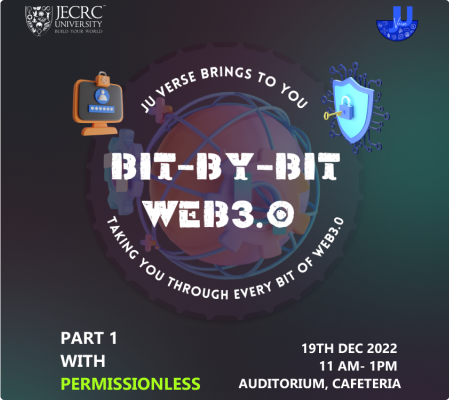 JECRC
UNIVERSITY
BUILD YOUR WORLD
JU VERSE BRINGS TO YOU
BIT-BY-BIT
WEB3.0
TAKING YOU THROUGH EVERY BIT OF WEB3.0
PART 1
WITH
PERMISSIONLESS
19TH DEC 2022
11 AM- 1PM
AUDITORIUM, CAFETERIA